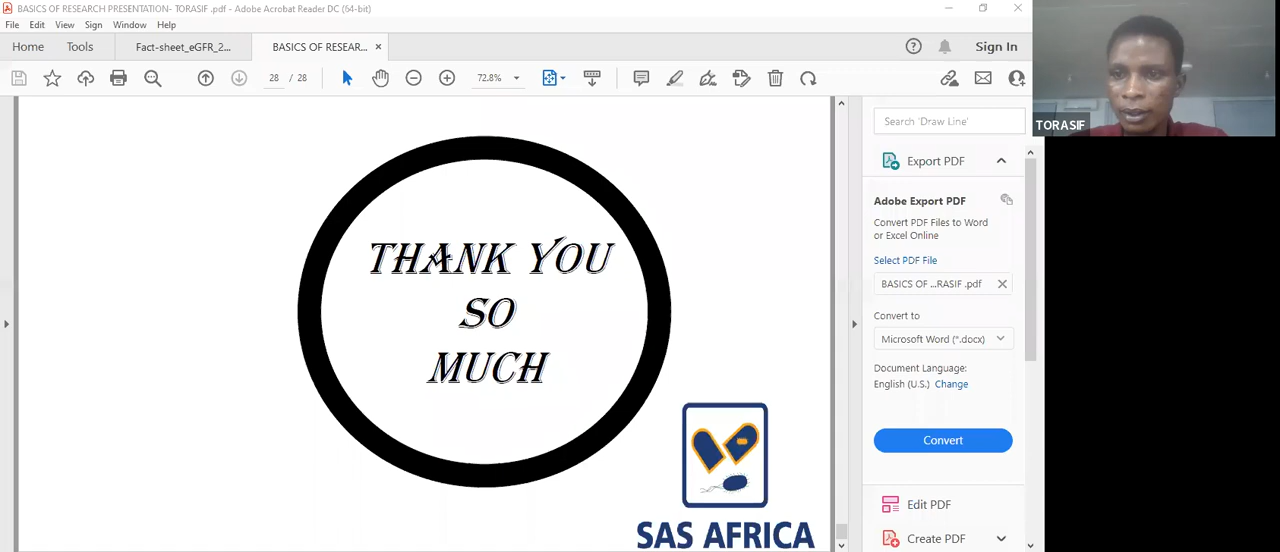 BASICS OF RESEARCH PRESENTATION- TORASIF .pdf - Adobe Acrobat Reader DC (64-bit)
File Edit View Sign Window Help
Home Tools Fact-sheet_eGFR_2... BASICS OF RESEAR... Sign In
28 / 28 72.8%
TORASIF
Search 'Draw Line'
Export PDF
Adobe Export PDF
Convert PDF Files to Word
or Excel Online
Select PDF File
BASICS OF ...RASIF .pdf
Convert to
Microsoft Word (*.docx)
Document Language:
English (U.S.) Change
Convert
Edit PDF
Create PDF
THANK YOU
SO
MUCH
SAS AFRICA